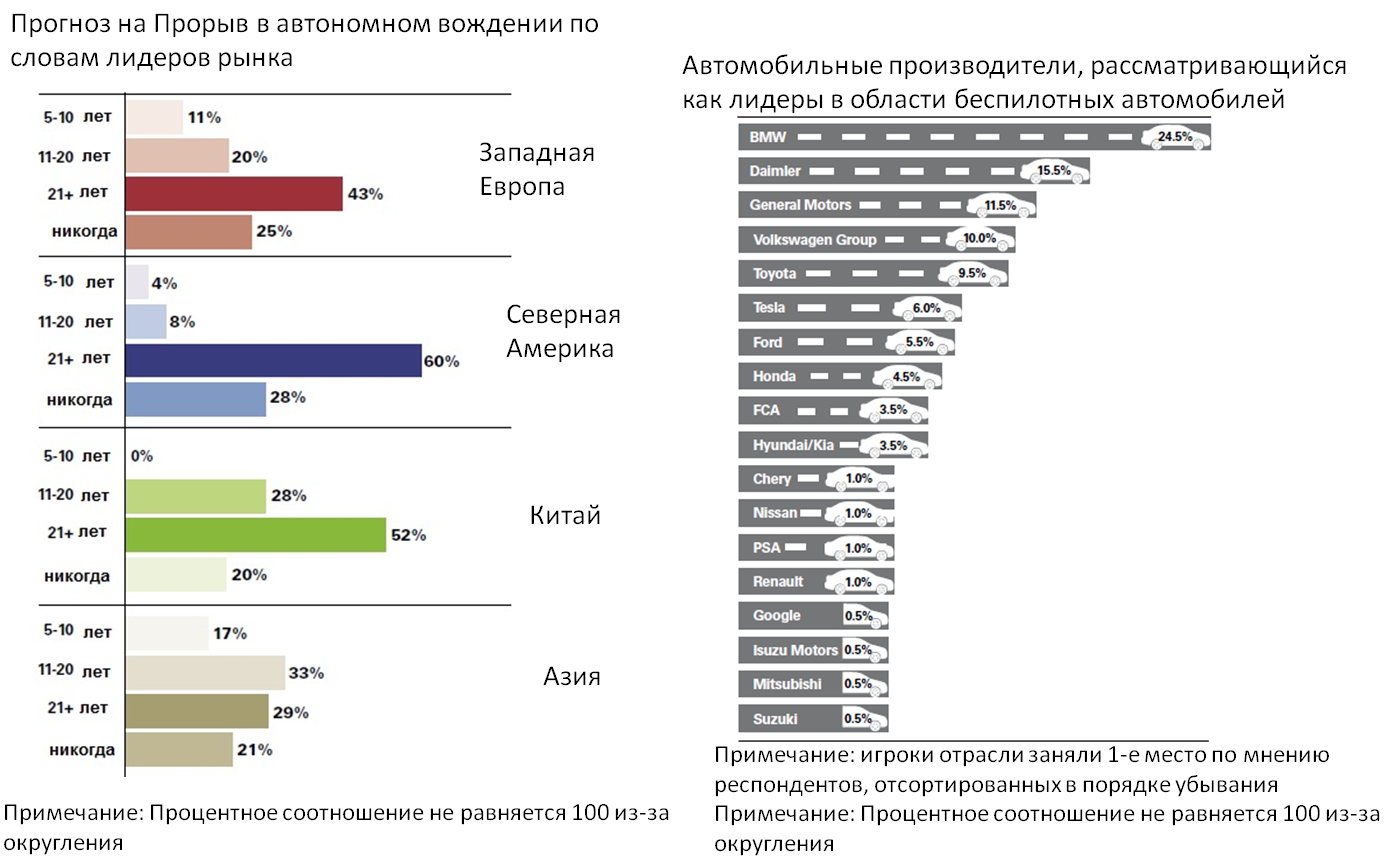 Прогноз на Прорыв в автономном вождении по
словам лидеров рынка
5-10 лет 11%
11-20 лет 20%
21+ лет 43%
никогда 25%
Западная
Европа
5-10 лет 4%
11-20 лет 8%
21+ лет 60%
никогда 28%
Северная
Америка
5-10 лет 0%
11-20 лет 28%
21+ лет 52%
никогда 20%
Китай
5-10 лет 17%
11-20 лет 33%
21+ лет 29%
никогда 21%
Азия
Примечание: Процентное соотношение не равняется 100 из-за
округления
Автомобильные производители, рассматривающийся
как лидеры в области беспилотных автомобилей
BMW 24.5%
Daimler 15.5%
General Motors 11.5%
Volkswagen Group 10.0%
Toyota 9.5%
Tesla 6.0%
Ford 5.5%
Honda 4.5%
FCA 3.5%
Hyundai/Kia 3.5%
Chery 1.0%
Nissan 1.0%
PSA 1.0%
Renault 1.0%
Google 0.5%
Isuzu Motors 0.5%
Mitsubishi 0.5%
Suzuki 0.5%
Примечание: игроки отрасли заняли 1-е место по мнению
респондентов, отсортированных в порядке убывания
Примечание: Процентное соотношение не равняется 100 из-за
округления